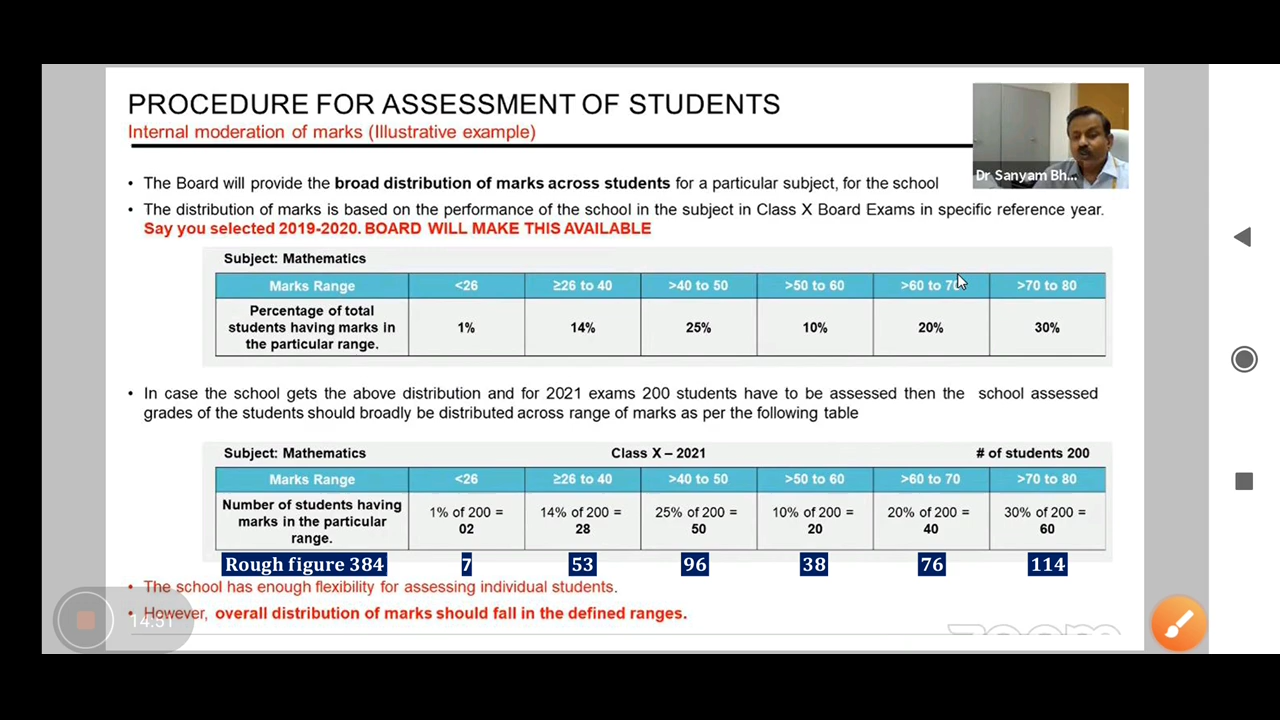 PROCEDURE FOR ASSESSMENT OF STUDENTS
Internal moderation of marks (Illustrative example)
Dr Sanyam Bh...
• The Board will provide the broad distribution of marks across students for a particular subject, for the school
• The distribution of marks is based on the performance of the school in the subject in Class X Board Exams in specific reference year.
Say you selected 2019-2020. BOARD WILL MAKE THIS AVAILABLE
Subject: Mathematics
Marks Range <26 ≥26 to 40 >40 to 50 >50 to 60 >60 to 70 >70 to 80
Percentage of total
students having marks in 1% 14% 25% 10% 20% 30%
the particular range.
• In case the school gets the above distribution and for 2021 exams 200 students have to be assessed then the school assessed
grades of the students should broadly be distributed across range of marks as per the following table
Subject: Mathematics Class X – 2021 # of students 200
Marks Range <26 ≥26 to 40 >40 to 50 >50 to 60 >60 to 70 >70 to 80
Number of students having
marks in the particular
range.
1% of 200 = 14% of 200 = 25% of 200 = 10% of 200 = 20% of 200 = 30% of 200 =
02 28 50 20 40 60
Rough figure 384 7 53 96 38 76 114
• The school has enough flexibility for assessing individual students.
• However, overall distribution of marks should fall in the defined ranges.
14:51
zoom